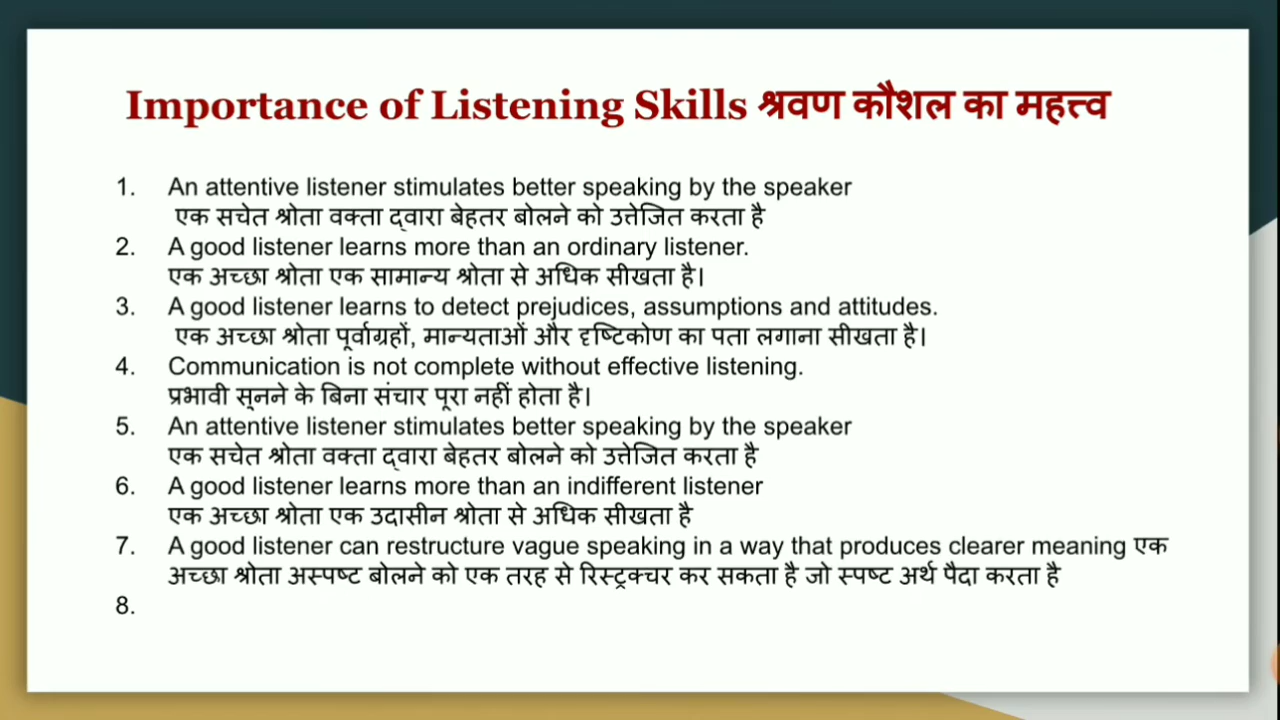 Importance of Listening Skills श्रवण कौशल का महत्त्व
1. An attentive listener stimulates better speaking by the speaker
एक सचेत श्रोता वक्ता द्वारा बेहतर बोलने को उत्तेजित करता है
2. A good listener learns more than an ordinary listener.
एक अच्छा श्रोता एक सामान्य श्रोता से अधिक सीखता है।
3. A good listener learns to detect prejudices, assumptions and attitudes.
एक अच्छा श्रोता पूर्वाग्रहों, मान्यताओं और दृष्टिकोण का पता लगाना सीखता है।
4. Communication is not complete without effective listening.
प्रभावी सूनने के बिना संचार पूरा नहीं होता है।
5. An attentive listener stimulates better speaking by the speaker
एक सचेत श्रोता वक्ता द्वारा बेहतर बोलने को उत्तेजित करता है
6. A good listener learns more than an indifferent listener
एक अच्छा श्रोता एक उदासीन श्रोता से अधिक सीखता है
7. A good listener can restructure vague speaking in a way that produces clearer meaning एक
अच्छा श्रोता अस्पष्ट बोलने को एक तरह से रिस्ट्रक्चर कर सकता है जो स्पष्ट अर्थ पैदा करता है
8.